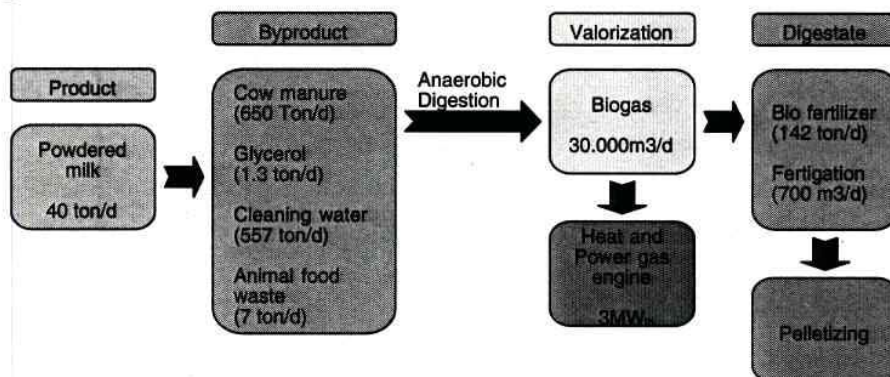 Product
Powdered
milk
40 ton/d
Byproduct
Cow manure
(650 Ton/d)
Glycerol
(1.3 ton/d)
Cleaning water
(557 ton/d)
Animal food
waste
(7 ton/d)
Anaerobic
Digestion
Valorization
Biogas
30.000m3/d
Heat and
Power gas
engine
3MW
Digestate
Bio fertilizer
(142 ton/d)
Fertigation
(700 m3/d)
Pelletizing